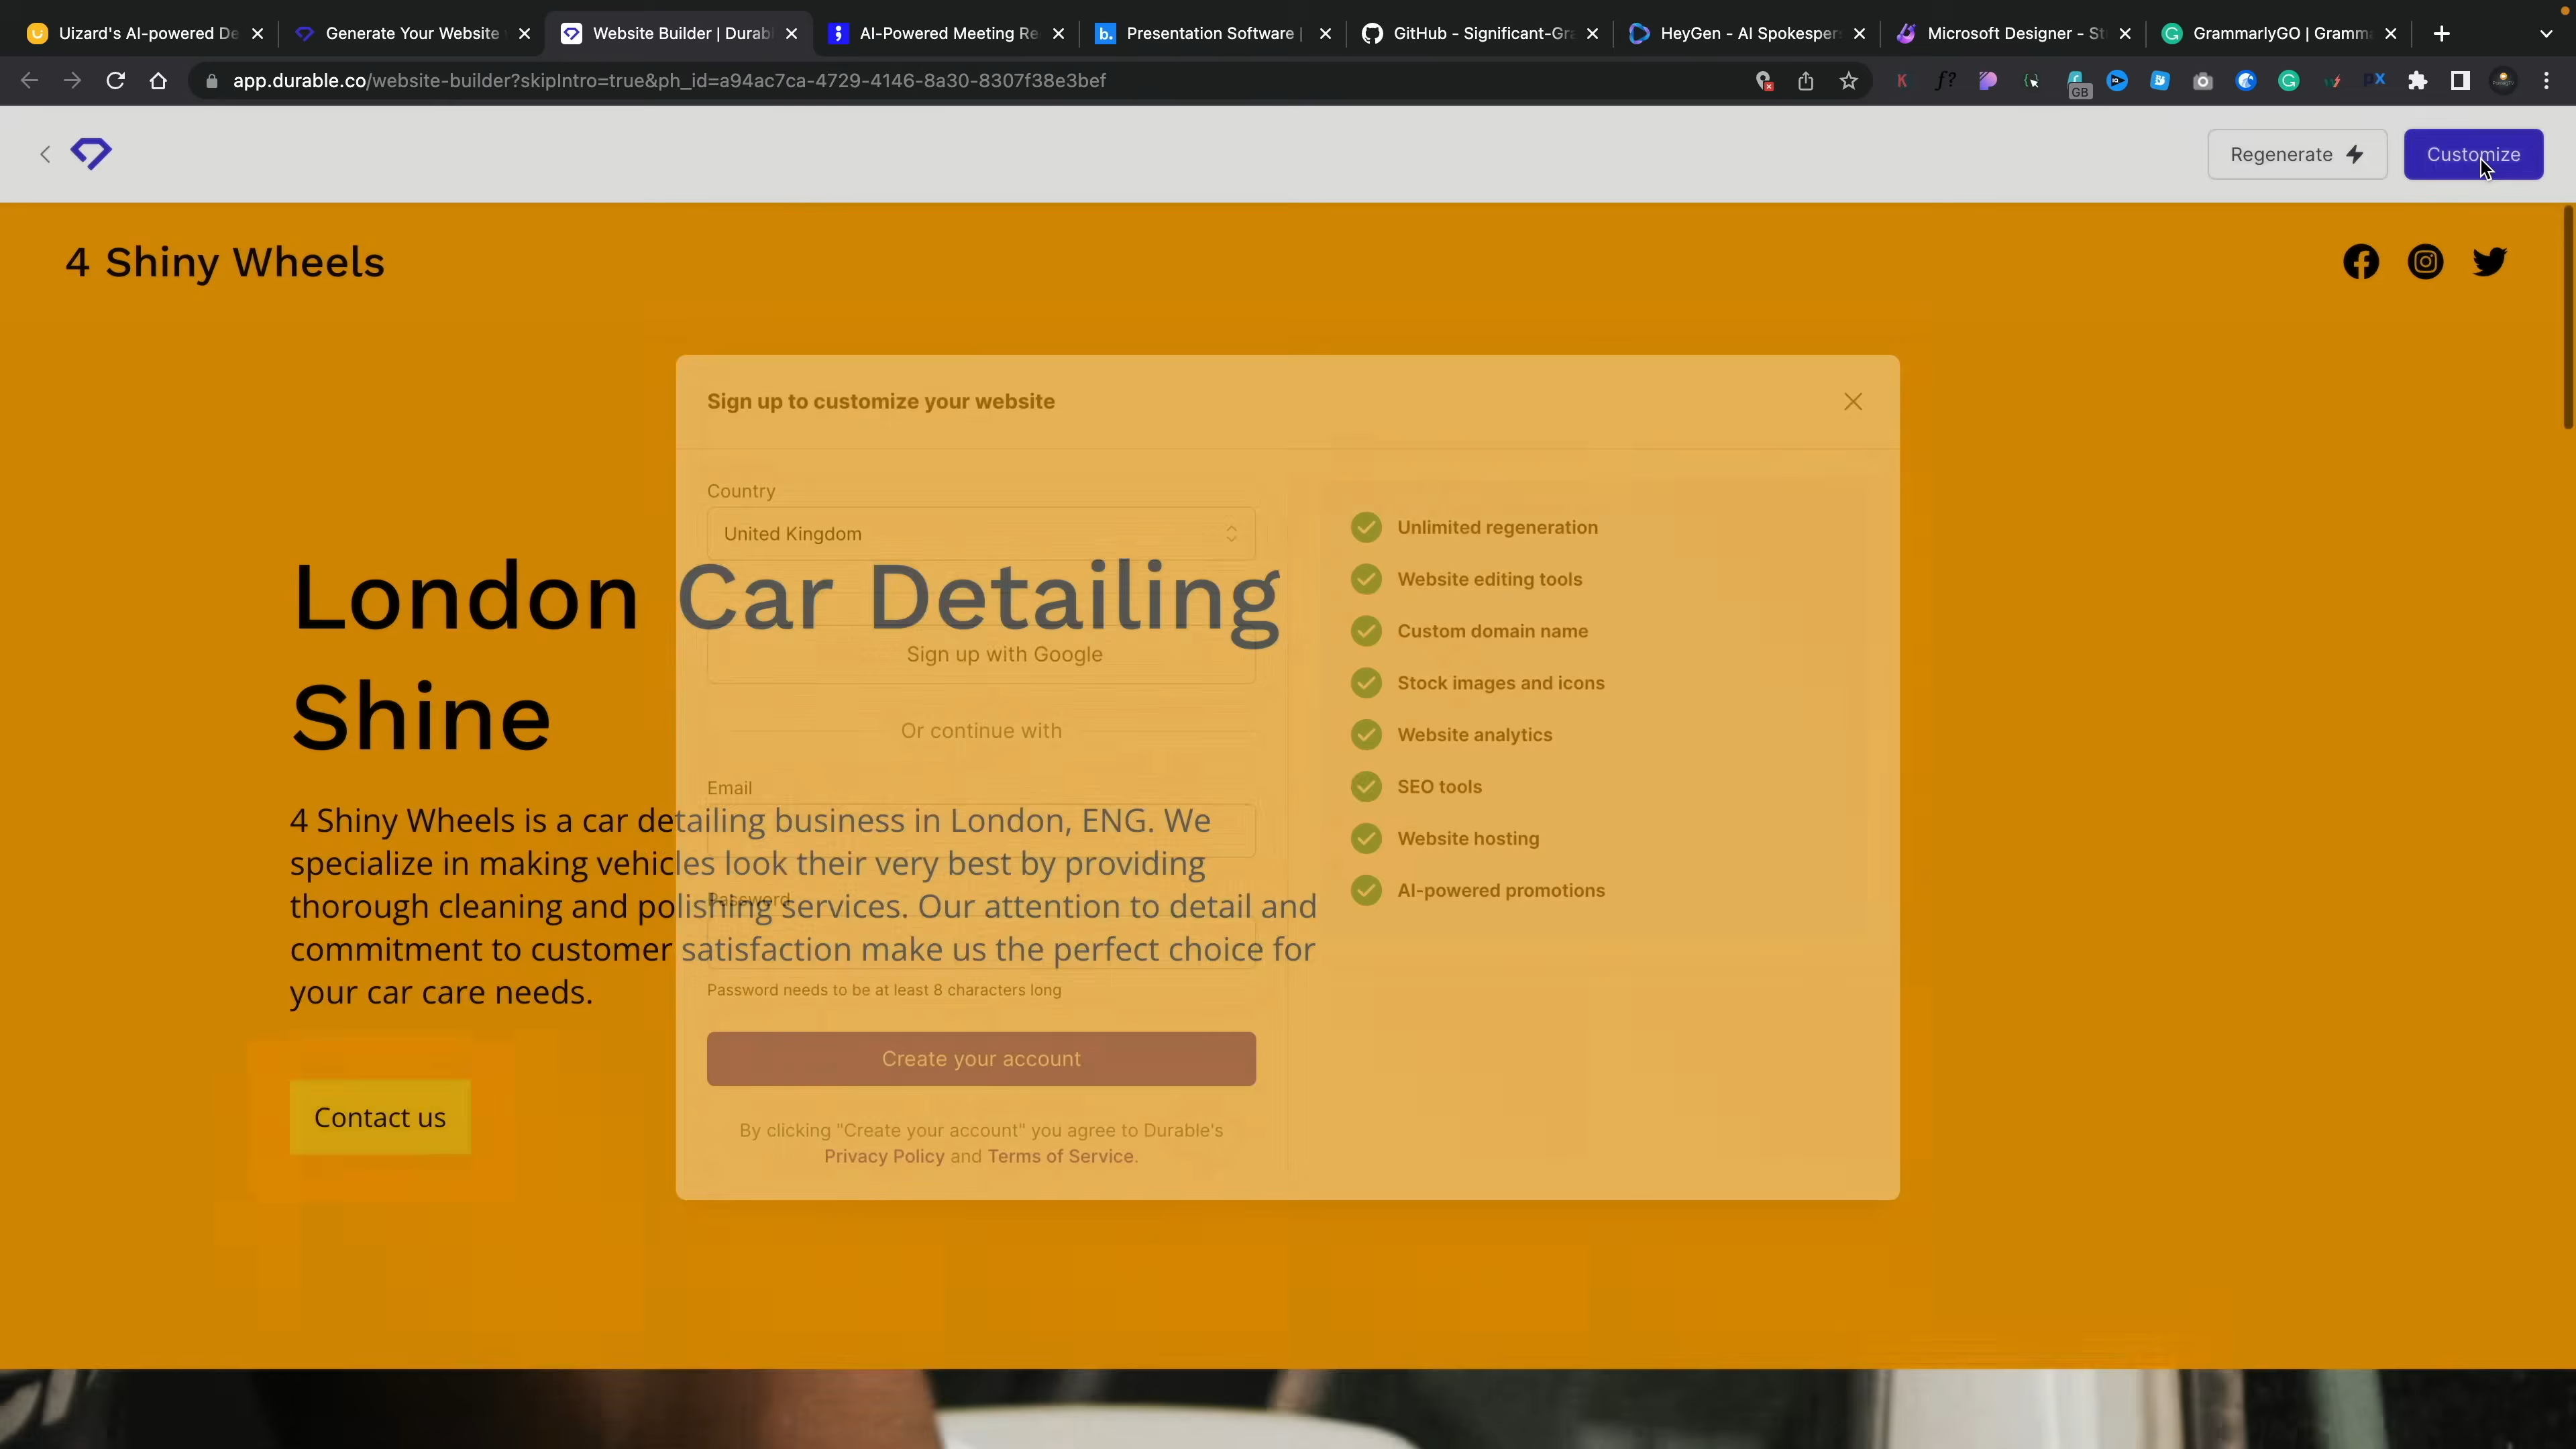 Uizard's AI-powered De
Generate Your Website
Website Builder | Durabl
AI-Powered Meeting Re
Presentation Software |
GitHub - Significant-Gra
HeyGen - AI Spokesper
Microsoft Designer - St
GrammarlyGO | Gramma
app.durable.co/website-builder?skipIntro=true&ph_id=a94ac7ca-4729-4146-8a30-8307f38e3bef
GB
Regenerate
Customize
4 Shiny Wheels
Sign up to customize your website
Country
United Kingdom
Sign up with Google
Or continue with
Email
Password
Password needs to be at least 8 characters long
Create your account
By clicking "Create your account" you agree to Durable's
Privacy Policy and Terms of Service.
Unlimited regeneration
Website editing tools
Custom domain name
Stock images and icons
Website analytics
SEO tools
Website hosting
AI-powered promotions
London Car Detailing
Shine
4 Shiny Wheels is a car detailing business in London, ENG. We
specialize in making vehicles look their very best by providing
thorough cleaning and polishing services. Our attention to detail and
commitment to customer satisfaction make us the perfect choice for
your car care needs.
Contact us